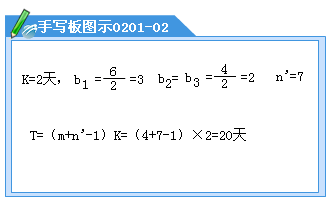 手写板图示0201-02
K=2天， b₁ =6/2=3 b₂= b₃ =4/2=2 n'=7
T=（m+n'-1）K=（4+7-1）×2=20天